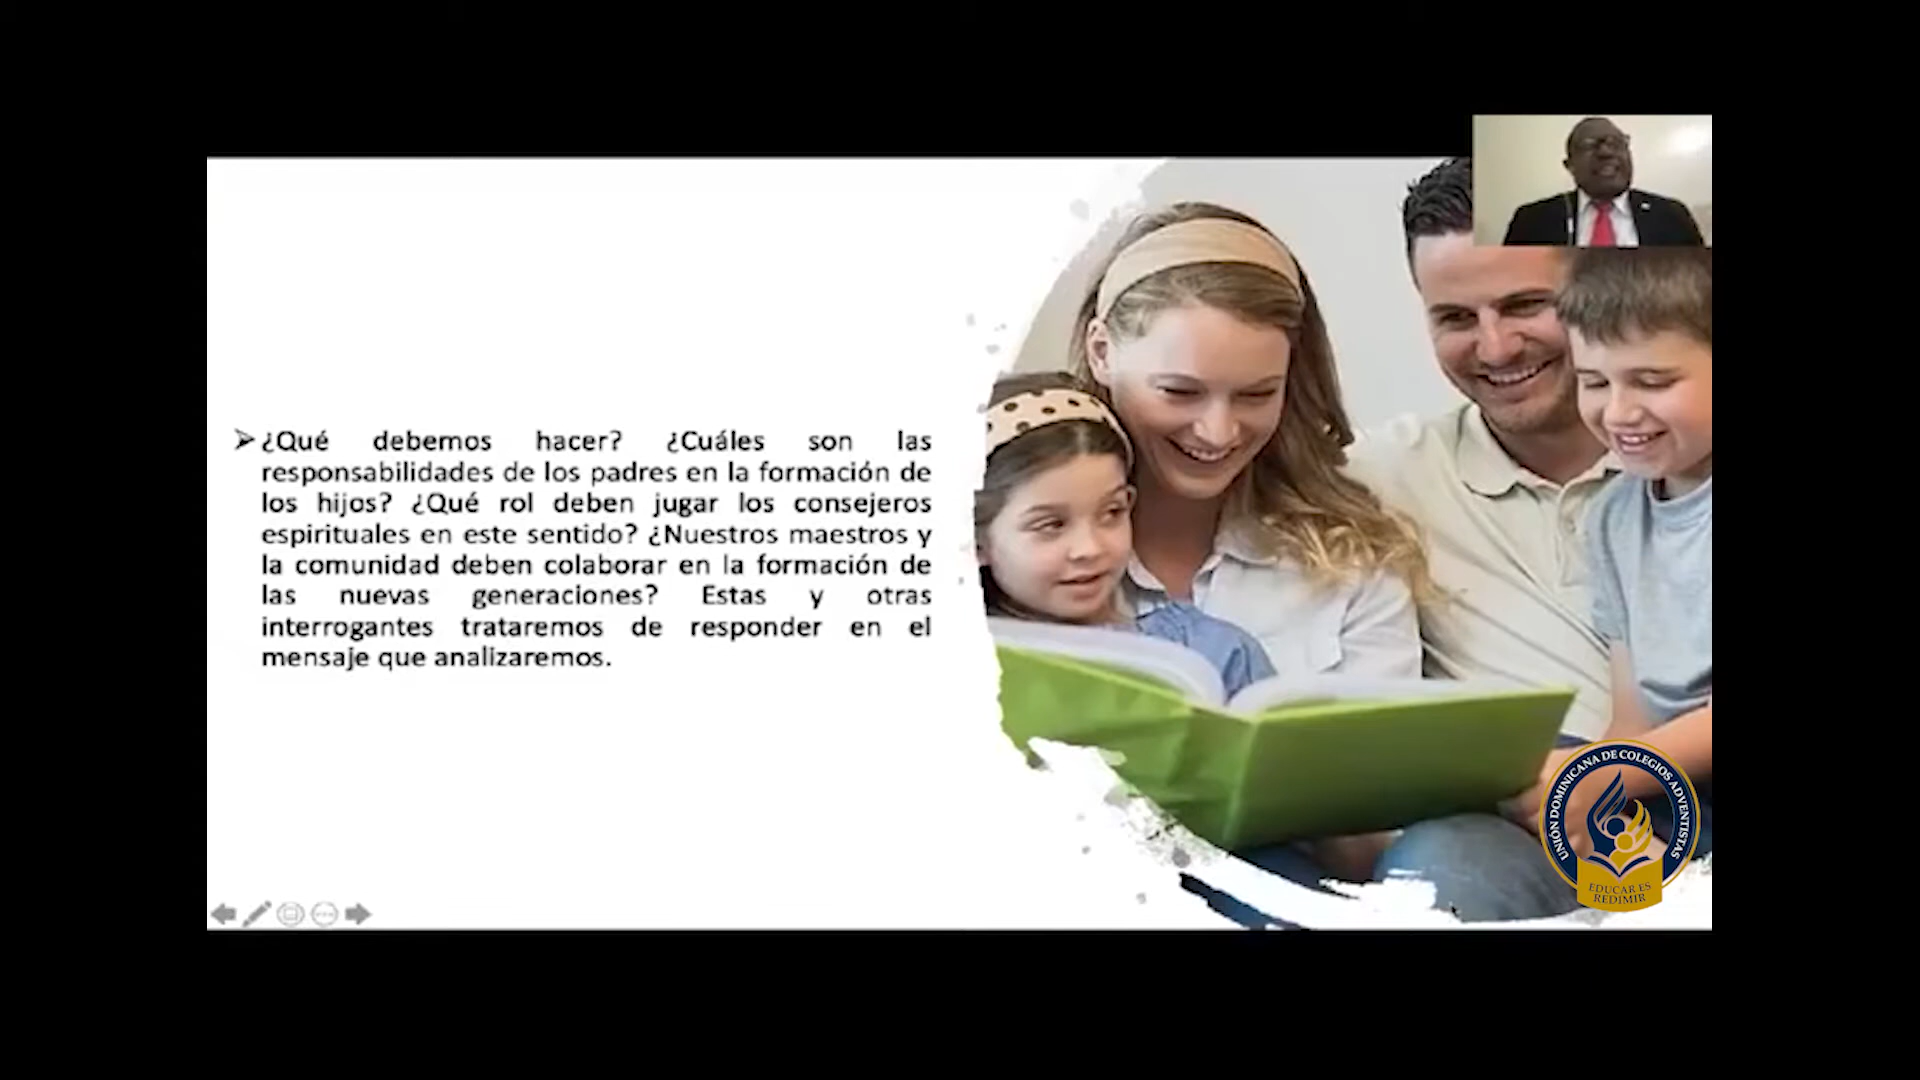 ¿Qué debemos hacer? ¿Cuáles son las
responsabilidades de los padres en la formación de
los hijos? ¿Qué rol deben jugar los consejeros
espirituales en este sentido? ¿Nuestros maestros y
la comunidad deben colaborar en la formación de
las nuevas generaciones? Estas y otras
interrogantes trataremos de responder en el
mensaje que analizaremos.
UNIÓN DOMINICANA DE COLEGIOS ADVENTISTAS
EDUCAR ES
REDIMIR